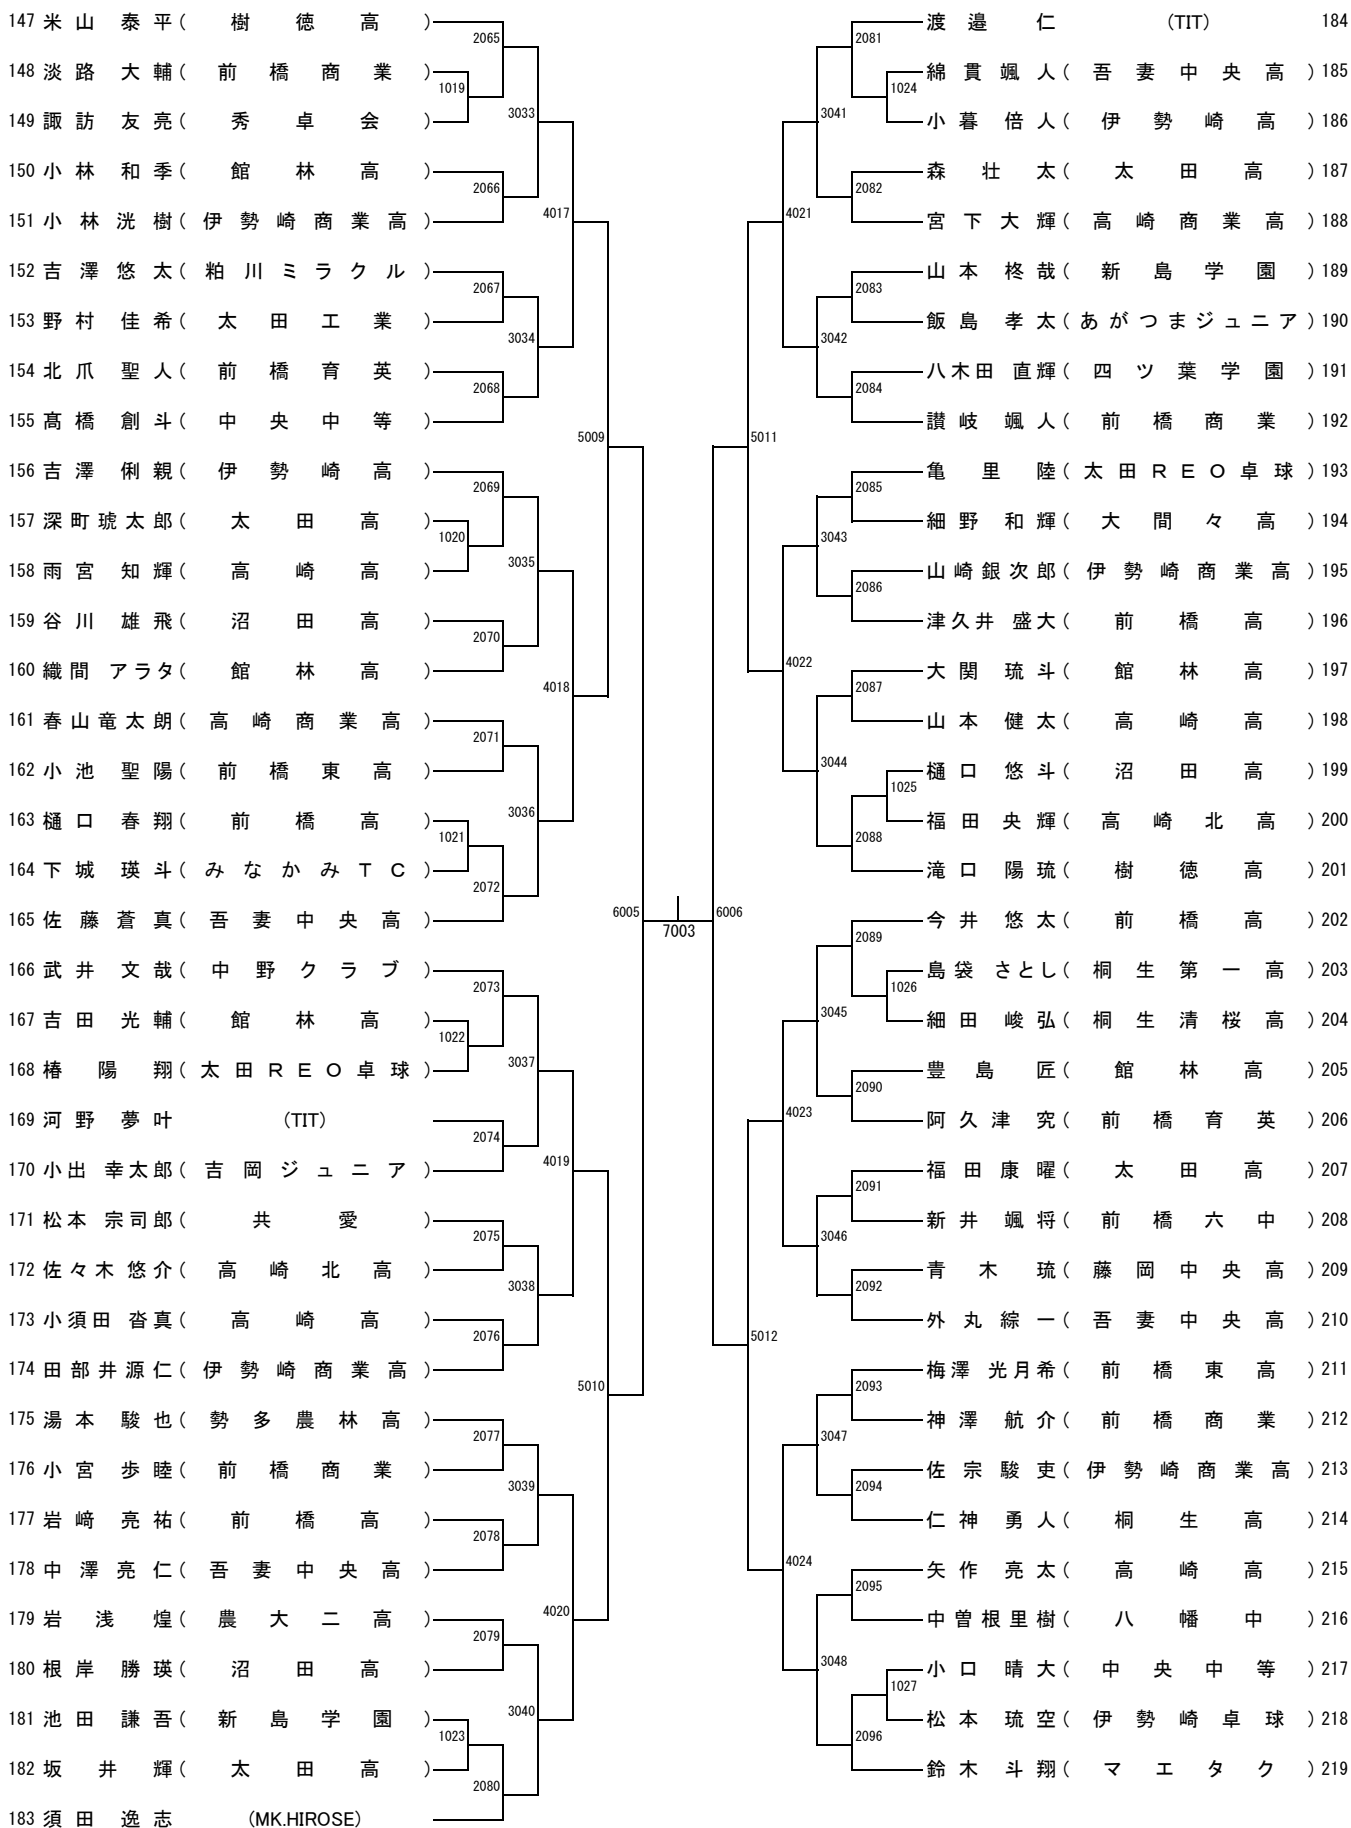 147 米山 泰平 (樹徳高)
148 淡路 大輔 (前橋商業)
149 諏訪 友亮 (秀卓会)
150 小林 和季 (館林高)
151 小林 洸樹 (伊勢崎商業高)
152 吉澤 悠太 (粕川ミラクル)
153 野村 佳希 (太田工業)
154 北爪 聖人 (前橋育英)
155 髙橋 創斗 (中央中等)
156 吉澤 俐親 (伊勢崎高)
157 深町琥太郎 (太田高)
158 雨宮 知輝 (高崎高)
159 谷川 雄飛 (沼田高)
160 織間 アラタ (館林高)
161 春山竜太朗 (高崎商業高)
162 小池 聖陽 (前橋東高)
163 樋口 春翔 (前橋高)
164 下城 瑛斗 (みなかみTC)
165 佐藤 蒼真 (吾妻中央高)
166 武井 文哉 (中野クラブ)
167 吉田 光輔 (館林高)
168 椿 陽翔 (太田REO卓球)
169 河野 夢叶 (TIT)
170 小出 幸太郎 (吉岡ジュニア)
171 松本 宗司郎 (共愛)
172 佐々木 悠介 (高崎北高)
173 小須田 沓真 (高崎高)
174 田部井源仁 (伊勢崎商業高)
175 湯本 駿也 (勢多農林高)
176 小宮 歩睦 (前橋商業)
177 岩﨑 亮祐 (前橋高)
178 中澤 亮仁 (吾妻中央高)
179 岩浅 煌 (農大二高)
180 根岸 勝瑛 (沼田高)
181 池田 謙吾 (新島学園)
182 坂井 輝 (太田高)
183 須田 逸志 (MK.HIROSE)
1019
1020
1021
1022
1023
2065
2066
2067
2068
2069
2070
2071
2072
2073
2074
2075
2076
2077
2078
2079
2080
3033
3034
3035
3036
3037
3038
3039
3040
4017
4018
4019
4020
5009
5010
6005
7003
6006
5011
5012
4021
4022
4023
4024
3041
3042
3043
3044
3045
3046
3047
3048
2081
2082
2083
2084
2085
2086
2087
2088
2089
2090
2091
2092
2093
2094
2095
2096
1024
1025
1026
1027
渡邉 仁 (TIT) 184
綿貫 颯人 (吾妻中央高) 185
小暮 倍人 (伊勢崎高) 186
森 壮太 (太田高) 187
宮下 大輝 (高崎商業高) 188
山本 柊哉 (新島学園) 189
飯島 孝太 (あがつまジュニア) 190
八木田 直輝 (四ツ葉学園) 191
讃岐 颯人 (前橋商業) 192
亀里 陸 (太田REO卓球) 193
細野 和輝 (大間々高) 194
山崎銀次郎 (伊勢崎商業高) 195
津久井 盛大 (前橋高) 196
大関 琉斗 (館林高) 197
山本 健太 (高崎高) 198
樋口 悠斗 (沼田高) 199
福田 央輝 (高崎北高) 200
滝口 陽琉 (樹徳高) 201
今井 悠太 (前橋高) 202
島袋 さとし (桐生第一高) 203
細田 峻弘 (桐生清桜高) 204
豊島 匠 (館林高) 205
阿久津 究 (前橋育英) 206
福田 康曜 (太田高) 207
新井 颯将 (前橋六中) 208
青木 琉 (藤岡中央高) 209
外丸 綜一 (吾妻中央高) 210
梅澤 光月希 (前橋東高) 211
神澤 航介 (前橋商業) 212
佐宗 駿吏 (伊勢崎商業高) 213
仁神 勇人 (桐生高) 214
矢作 亮太 (高崎高) 215
中曽根里樹 (八幡中) 216
小口 晴大 (中央中等) 217
松本 琉空 (伊勢崎卓球) 218
鈴木 斗翔 (マエタク) 219